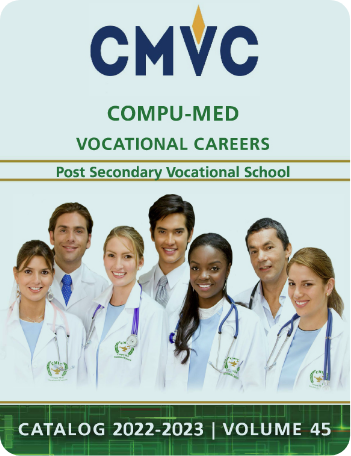 CMVC
COMPU-MED
VOCATIONAL CAREERS
Post Secondary Vocational School
CATALOG 2022-2023 | VOLUME 45